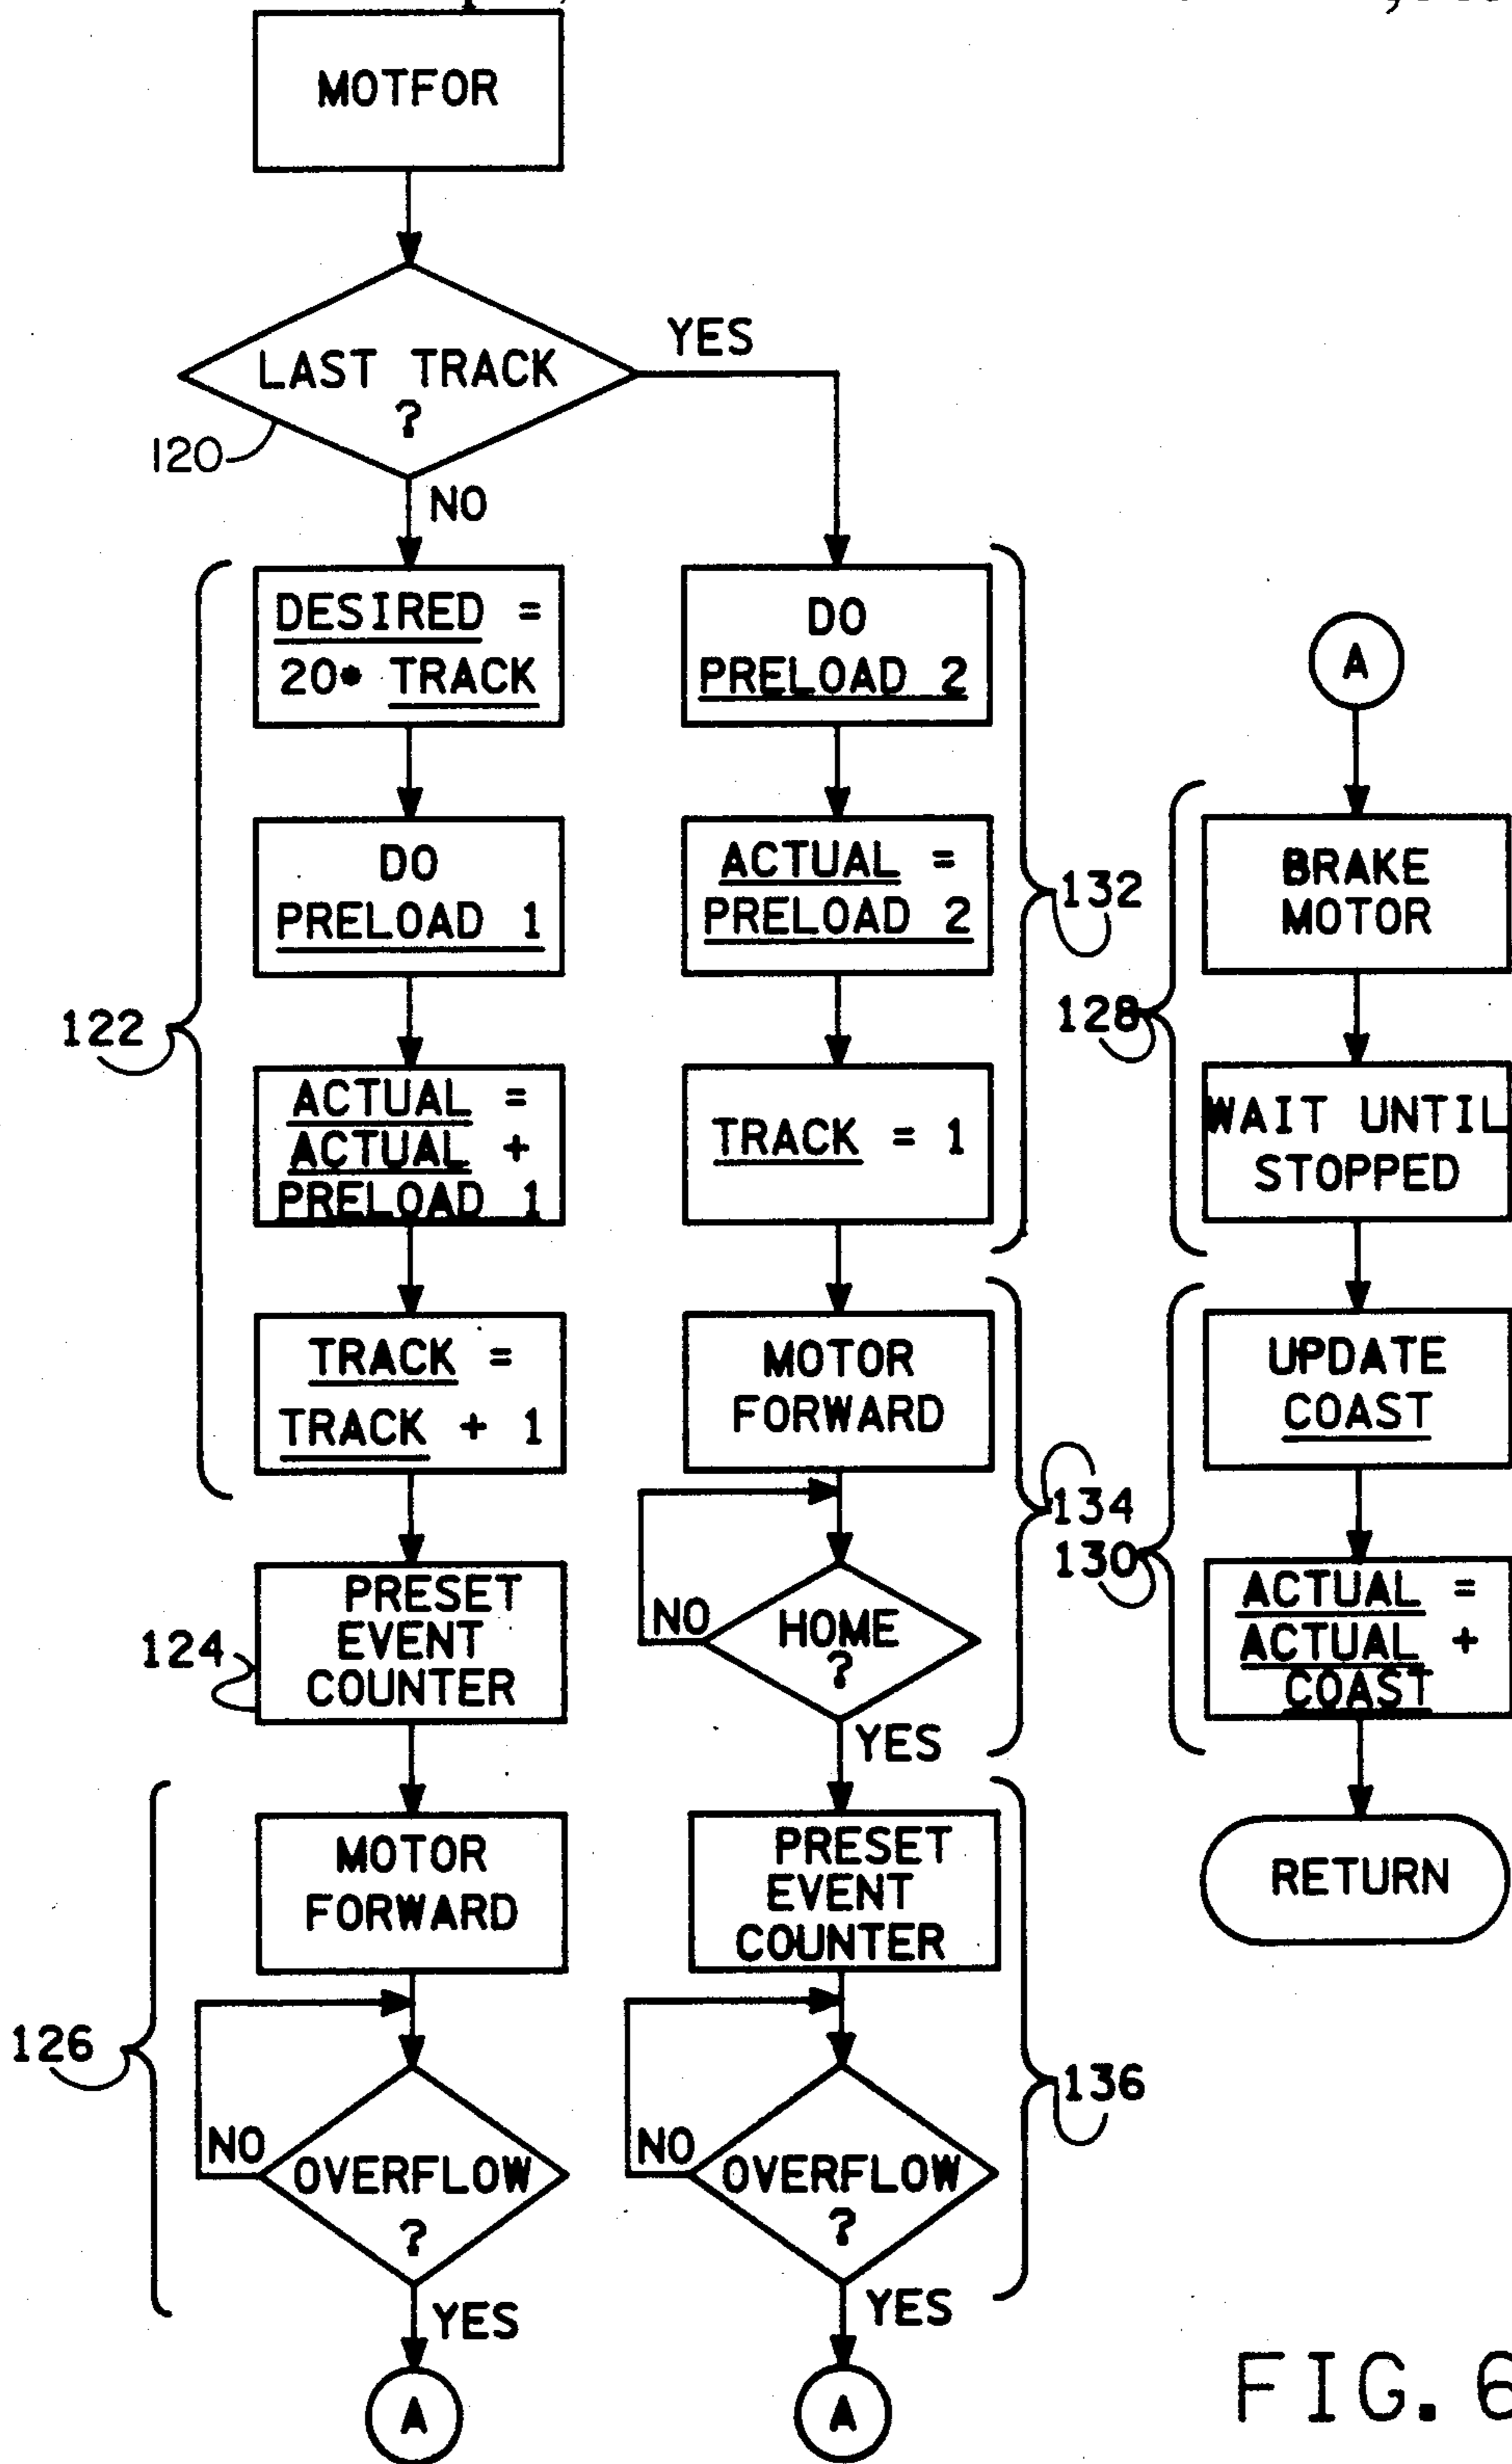 MOTFOR
LAST TRACK
?
YES
120
NO
DESIRED =
20* TRACK
DO
PRELOAD 1
122
ACTUAL =
ACTUAL +
PRELOAD 1
TRACK =
TRACK + 1
PRESET
EVENT
COUNTER
124
MOTOR
FORWARD
126
NO
OVERFLOW
?
YES
A
DO
PRELOAD 2
ACTUAL =
PRELOAD 2
132
TRACK = 1
MOTOR
FORWARD
134
NO
HOME
?
YES
PRESET
EVENT
COUNTER
136
NO
OVERFLOW
?
YES
A
A
BRAKE
MOTOR
128
WAIT UNTIL
STOPPED
UPDATE
COAST
130
ACTUAL =
ACTUAL +
COAST
RETURN
FIG. 6